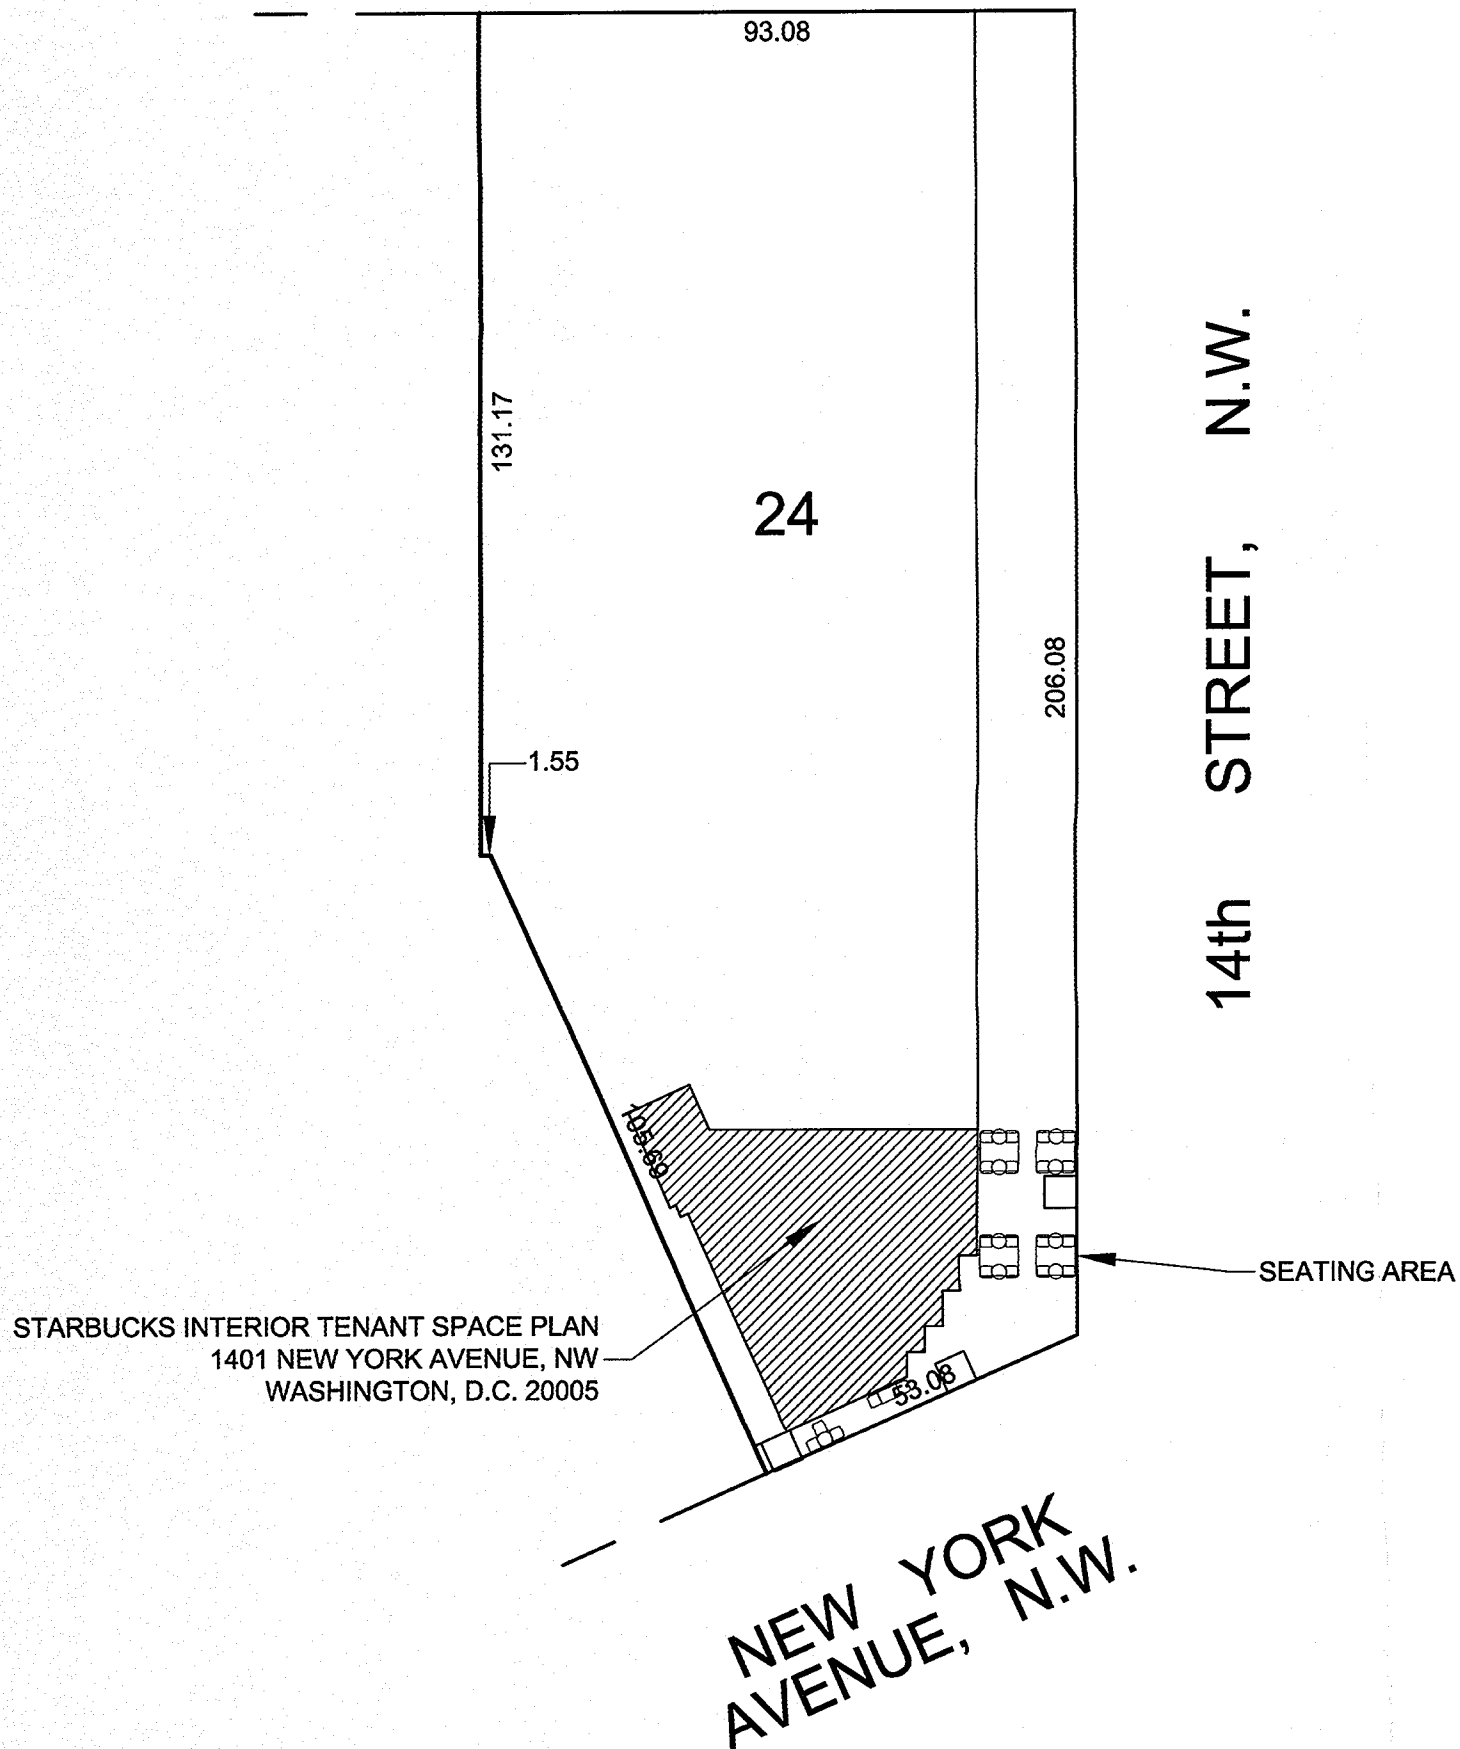 93.08
131.17
24
14th STREET, N.W.
206.08
1.55
105.69
SEATING AREA
STARBUCKS INTERIOR TENANT SPACE PLAN
1401 NEW YORK AVENUE, NW
WASHINGTON, D.C. 20005
53.08
NEW YORK
AVENUE, N.W.